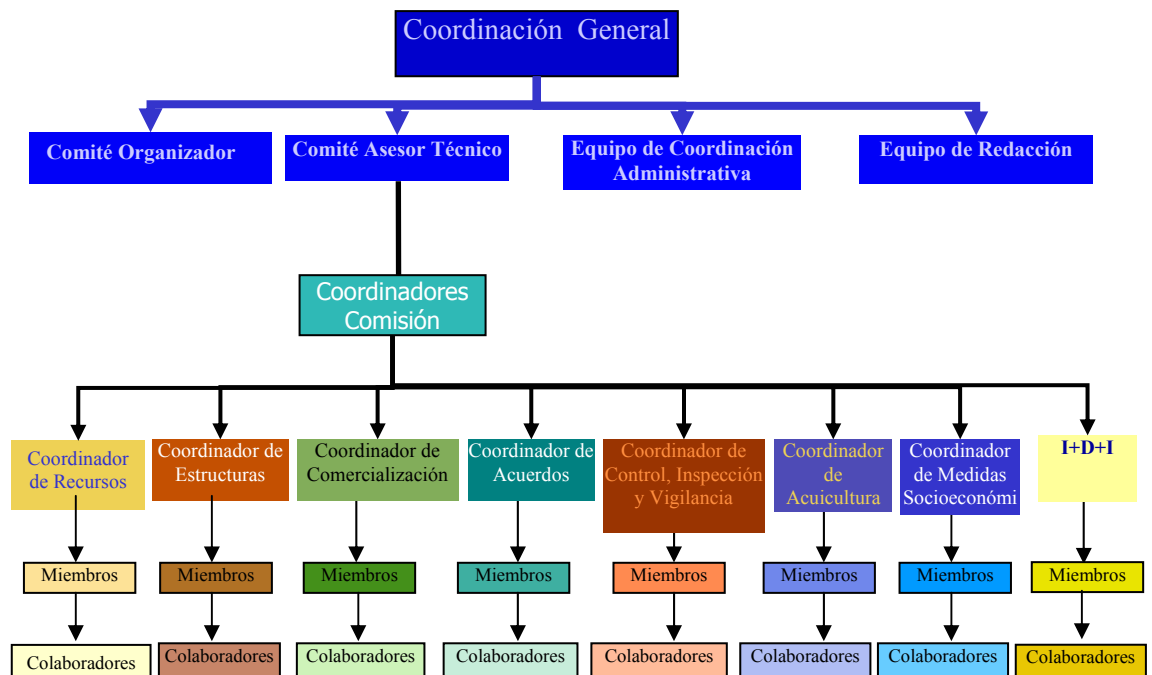 Coordinación General
Comité Organizador
Comité Asesor Técnico
Equipo de Coordinación
Administrativa
Equipo de Redacción
Coordinadores
Comisión
Coordinador
de Recursos
Coordinador de
Estructuras
Coordinador de
Comercialización
Coordinador de
Acuerdos
Coordinador de
Control, Inspección
y Vigilancia
Coordinador
de
Acuicultura
Coordinador
de Medidas
Socioeconómi
I+D+I
Miembros
Miembros
Miembros
Miembros
Miembros
Miembros
Miembros
Miembros
Colaboradores
Colaboradores
Colaboradores
Colaboradores
Colaboradores
Colaboradores
Colaboradores
Colaboradores